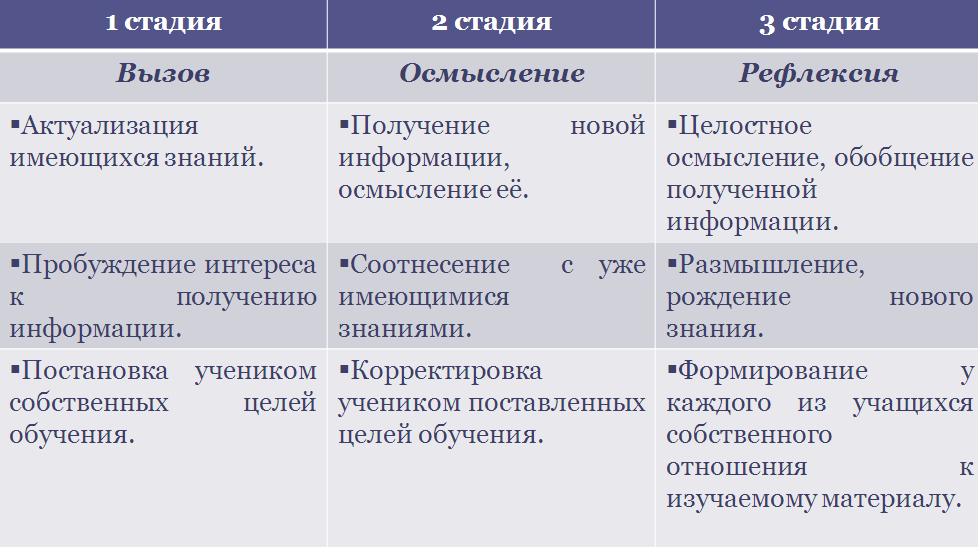 1 стадия
2 стадия
3 стадия
Вызов
Осмысление
Рефлексия
▪Актуализация
имеющихся знаний.
▪Получение новой
информации,
осмысление её.
▪Целостное
осмысление, обобщение
полученной
информации.
▪Пробуждение интереса
к получению
информации.
▪Соотнесение с уже
имеющимися
знаниями.
▪Размышление,
рождение нового
знания.
▪Постановка учеником
собственных целей
обучения.
▪Корректировка
учеником поставленных
целей обучения.
▪Формирование у
каждого из учащихся
собственного
отношения к
изучаемому материалу.